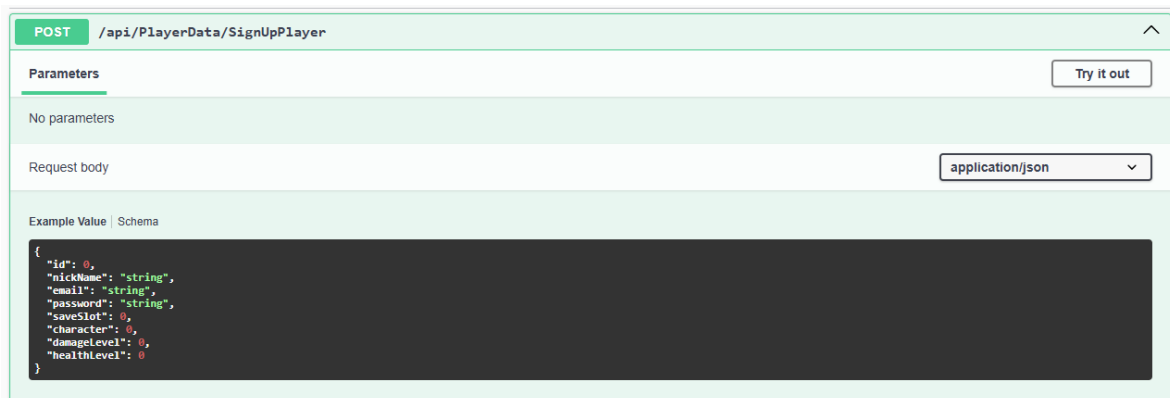 POST /api/PlayerData/SignUpPlayer
Parameters
Try it out
No parameters
Request body
application/json
Example Value Schema
{
"id": 0,
"nickName": "string",
"email": "string",
"password": "string",
"saveSlot": 0,
"character": 0,
"damageLevel": 0,
"healthLevel": 0
}